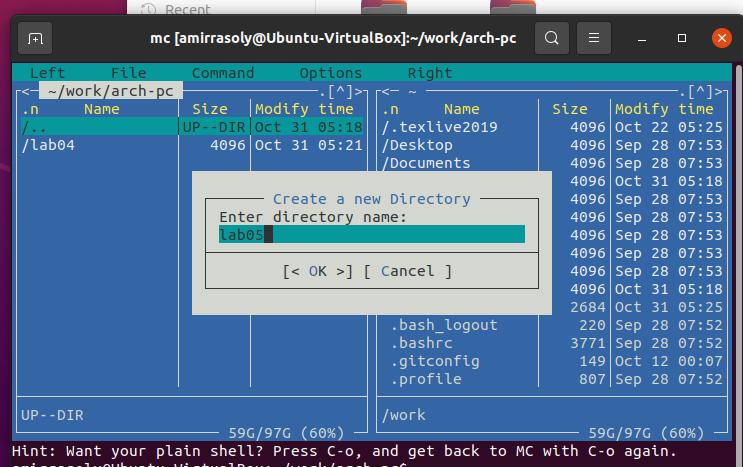 Recent
mc [amirrasoly@Ubuntu-VirtualBox]:~/work/arch-pc
Left File Command Options Right
<─ ~/work/arch-pc ─.[^]>
.n Name Size Modify time
/.. UP--DIR Oct 31 05:18
/lab04 4096 Oct 31 05:21
UP--DIR
59G/97G (60%)
<─ ~ ─.[^]>
.n Name Size Modify time
/.texlive2019 4096 Oct 22 05:25
/Desktop 4096 Sep 28 07:53
/Documents 4096 Sep 28 07:53
4096 Oct 31 05:18
4096 Sep 28 07:53
4096 Sep 28 07:53
4096 Sep 28 07:53
4096 Sep 28 07:53
4096 Sep 28 07:53
4096 Oct 31 05:18
2684 Oct 31 05:25
.bash_logout 220 Sep 28 07:52
.bashrc 3771 Sep 28 07:52
.gitconfig 149 Oct 12 00:07
.profile 807 Sep 28 07:52
/work
59G/97G (60%)
Create a new Directory
Enter directory name:
lab05
[< OK >] [ Cancel ]
Hint: Want your plain shell? Press C-o, and get back to MC with C-o again.
amirrasoly@Ubuntu-VirtualBox:~/work/arch-pc$